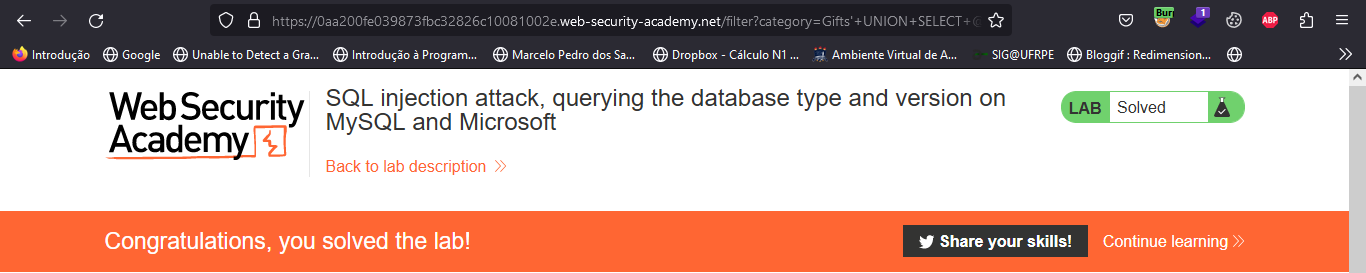 https://0aa200fe039873fbc32826c10081002e.web-security-academy.net/filter?category=Gifts'+UNION+SELECT+@
Burp
1
ABP
Introdução Google Unable to Detect a Gra... Introdução à Program... Marcelo Pedro dos Sa... Dropbox - Cálculo N1 ... Ambiente Virtual de A... SIG@UFRPE Bloggif : Redimension...
Web Security
Academy
SQL injection attack, querying the database type and version on
MySQL and Microsoft
LAB Solved
Back to lab description
Congratulations, you solved the lab!
Share your skills!
Continue learning